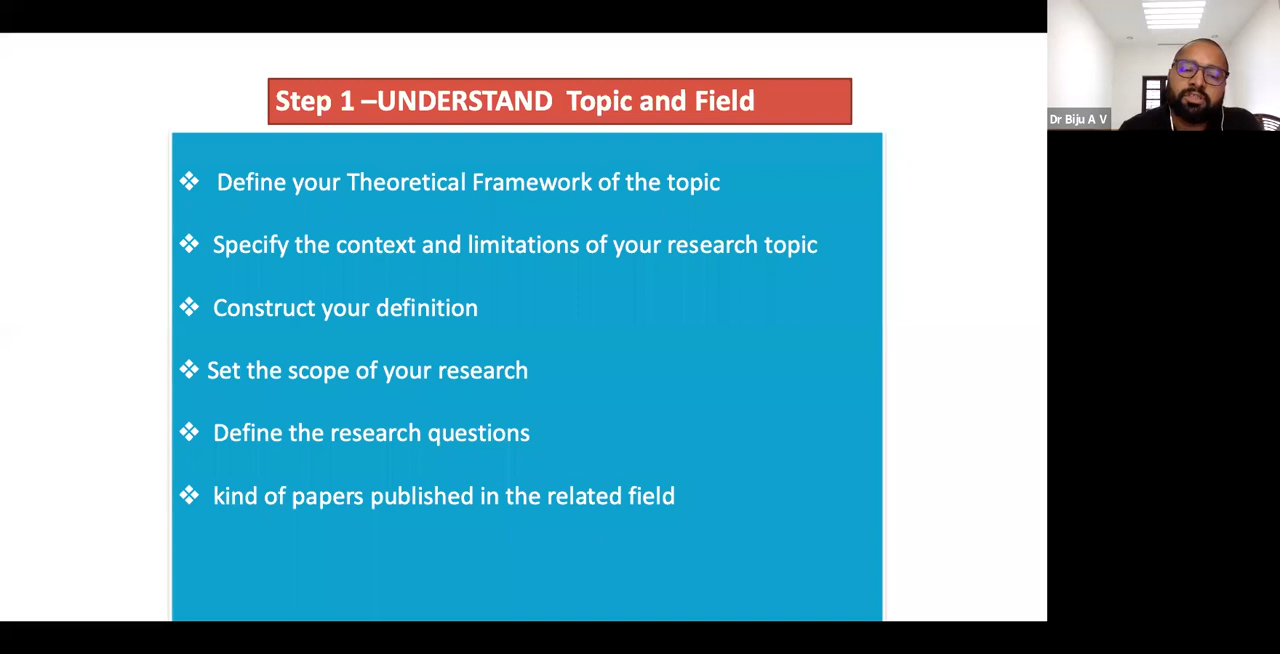 Step 1 –UNDERSTAND  Topic and Field
❖ Define your Theoretical Framework of the topic
❖ Specify the context and limitations of your research topic
❖ Construct your definition
❖ Set the scope of your research
❖ Define the research questions
❖ kind of papers published in the related field
Dr Biju A V